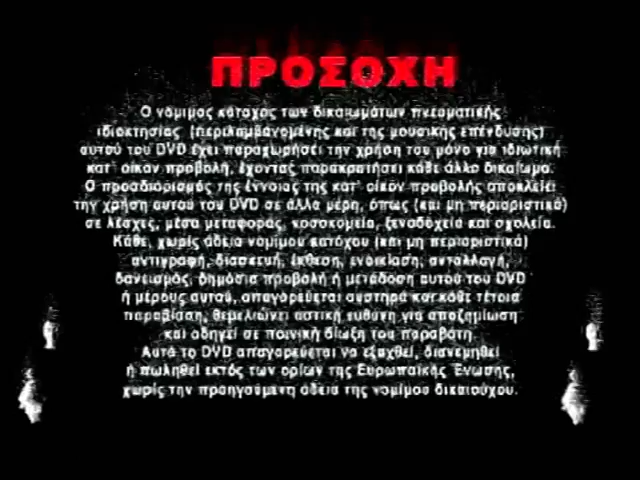 ΠΡΟΣΟΧΗ
Ο νόμιμος κάτοχος των δικαιωμάτων πνευματικής
ιδιοκτησίας (περιλαμβανομένης και της μουσικής επένδυσης)
αυτού του DVD έχει παραχωρήσει την χρήση του μόνο για ιδιωτική
κατ' οίκον προβολή, έχοντας παρακρατήσει κάθε άλλο δικαίωμα.
Ο προσδιορισμός της έννοιας της κατ' οίκον προβολής αποκλείει
την χρήση αυτού του DVD σε άλλα μέρη, όπως (και μη περιοριστικά)
σε λέσχες, μέσα μεταφοράς, νοσοκομεία, ξενοδοχεία και σχολεία.
Κάθε, χωρίς άδεια νομίμου κατόχου (και μη περιοριστικά)
αντιγραφή, διασκευή, έκθεση, ενοικίαση, ανταλλαγή,
δανεισμός, δημόσια προβολή ή μετάδοση αυτού του DVD
ή μέρους αυτού, απαγορεύεται αυστηρά και κάθε τέτοια
παραβίαση, θεμελιώνει αστική ευθύνη για αποζημίωση
και οδηγεί σε ποινική δίωξη του παραβάτη.
Αυτό το DVD απαγορεύεται να εξαχθεί, διανεμηθεί
ή πωληθεί εκτός των ορίων της Ευρωπαϊκής Ένωσης,
χωρίς την προηγούμενη άδεια της νομίμου δικαιούχου.